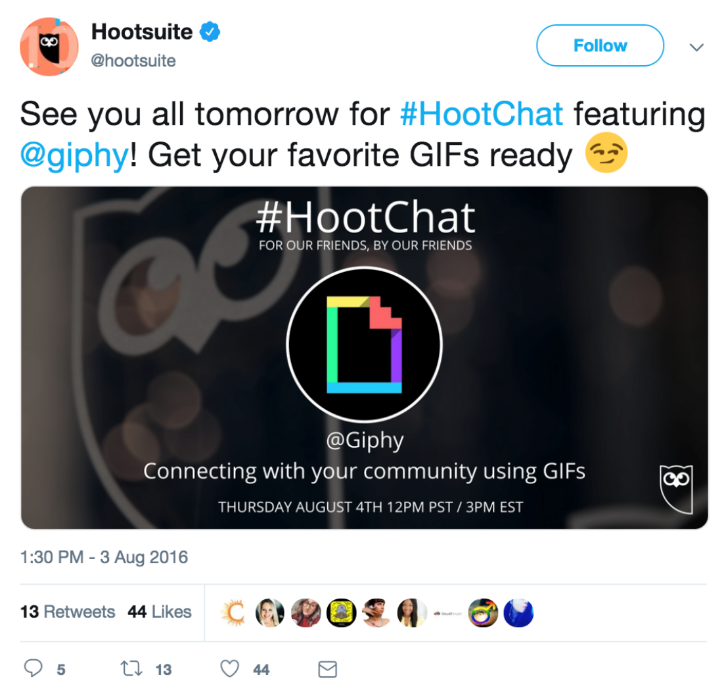 Hootsuite
@hootsuite
Follow
See you all tomorrow for #HootChat featuring
@giphy! Get your favorite GIFs ready 😏
#HootChat
FOR OUR FRIENDS, BY OUR FRIENDS
@Giphy
Connecting with your community using GIFs
THURSDAY AUGUST 4TH 12PM PST / 3PM EST
1:30 PM - 3 Aug 2016
13 Retweets 44 Likes
5 13 44